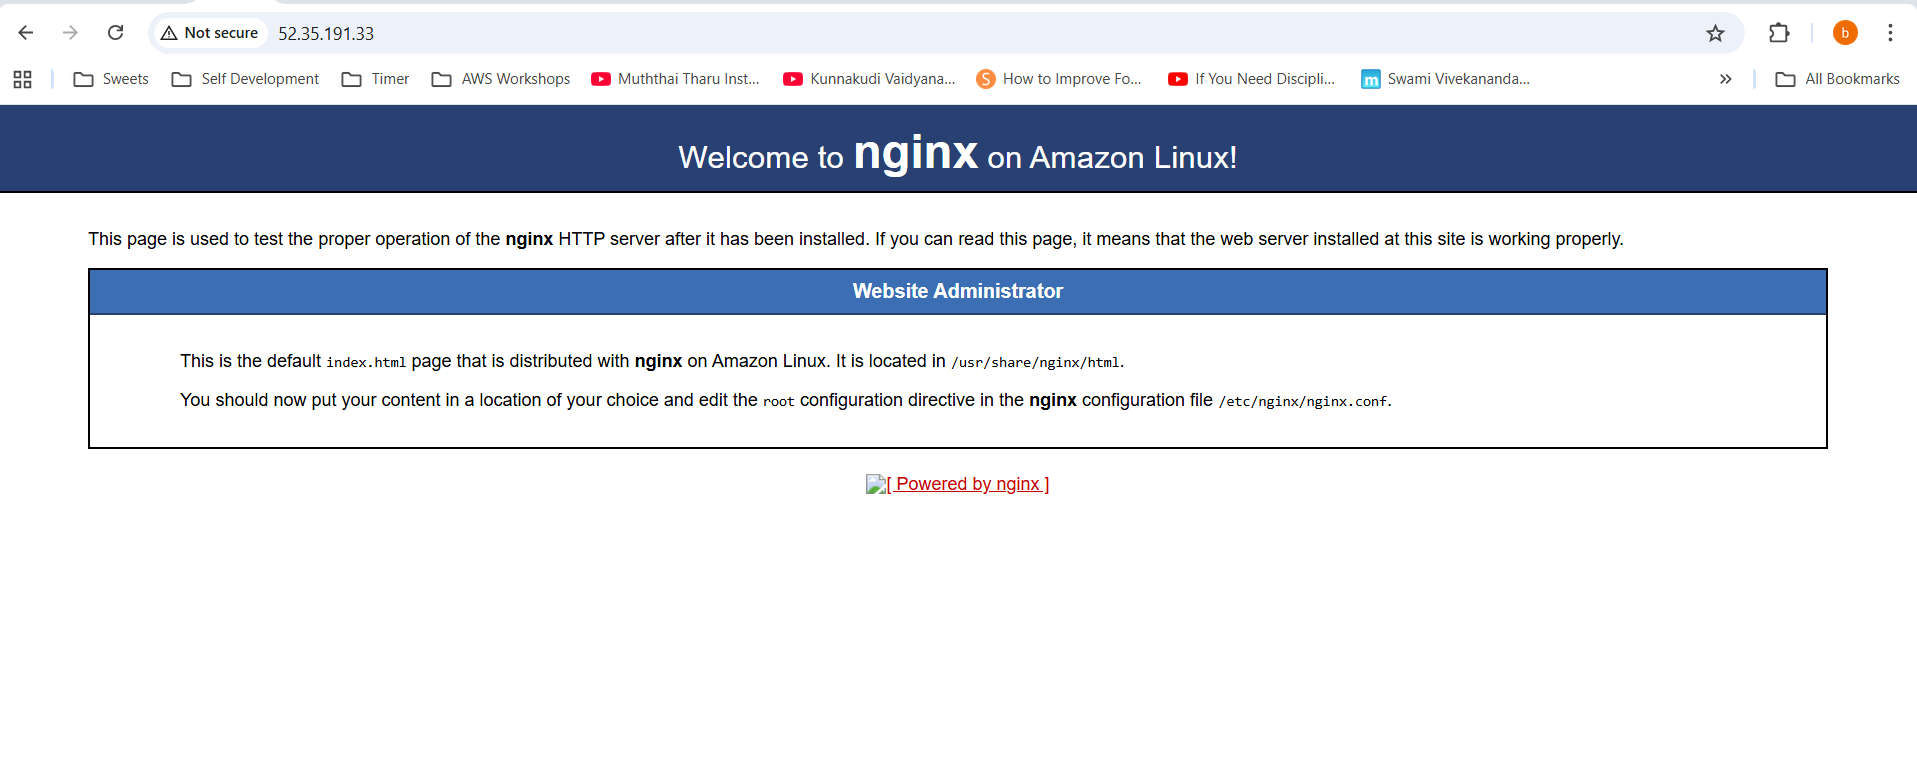 Not secure 52.35.191.33 b
Sweets Self Development Timer AWS Workshops Muththai Tharu Inst... Kunnakudi Vaidyana... S How to Improve Fo... If You Need Discipli... m Swami Vivekananda... » All Bookmarks
Welcome to nginx on Amazon Linux!
This page is used to test the proper operation of the nginx HTTP server after it has been installed. If you can read this page, it means that the web server installed at this site is working properly.
Website Administrator
This is the default index.html page that is distributed with nginx on Amazon Linux. It is located in /usr/share/nginx/html.
You should now put your content in a location of your choice and edit the root configuration directive in the nginx configuration file /etc/nginx/nginx.conf.
[ Powered by nginx ]